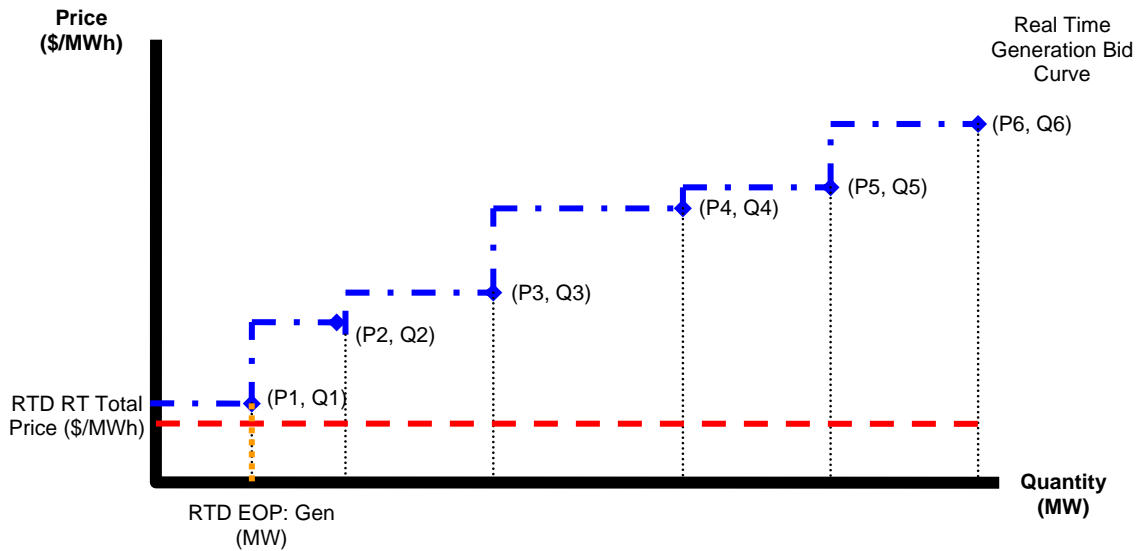 Price
($/MWh)
Real Time
Generation Bid
Curve
(P6, Q6)
(P5, Q5)
(P4, Q4)
(P3, Q3)
(P2, Q2)
(P1, Q1)
RTD RT Total
Price ($/MWh)
Quantity
(MW)
RTD EOP: Gen
(MW)